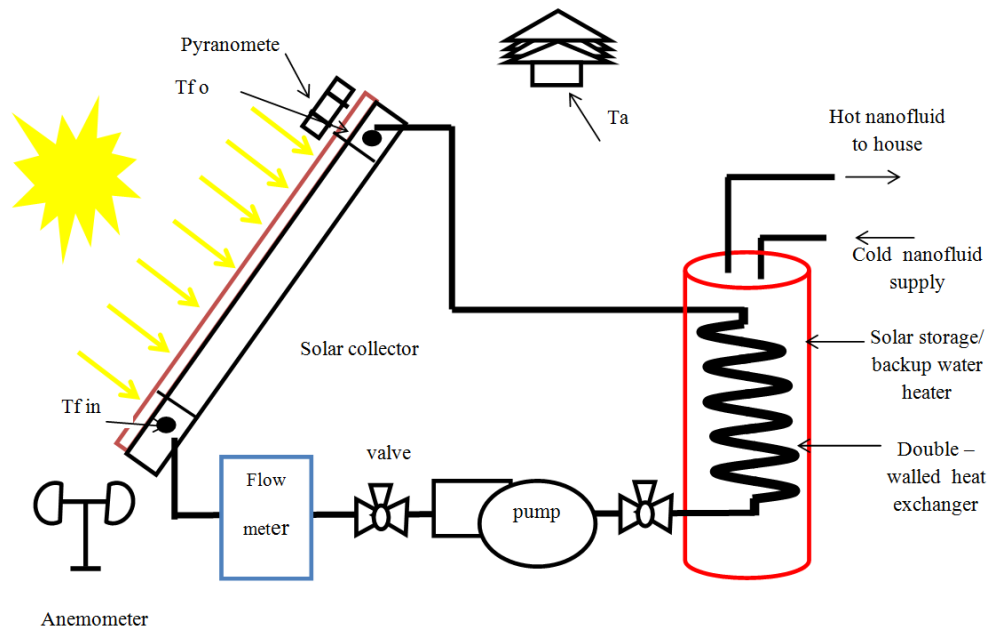 Pyranomete
Tf o
Ta
Hot nanofluid
to house
Cold nanofluid
supply
Solar collector
Solar storage/
backup water
heater
Tf in
valve
Flow
meter
pump
Double –
walled heat
exchanger
Anemometer